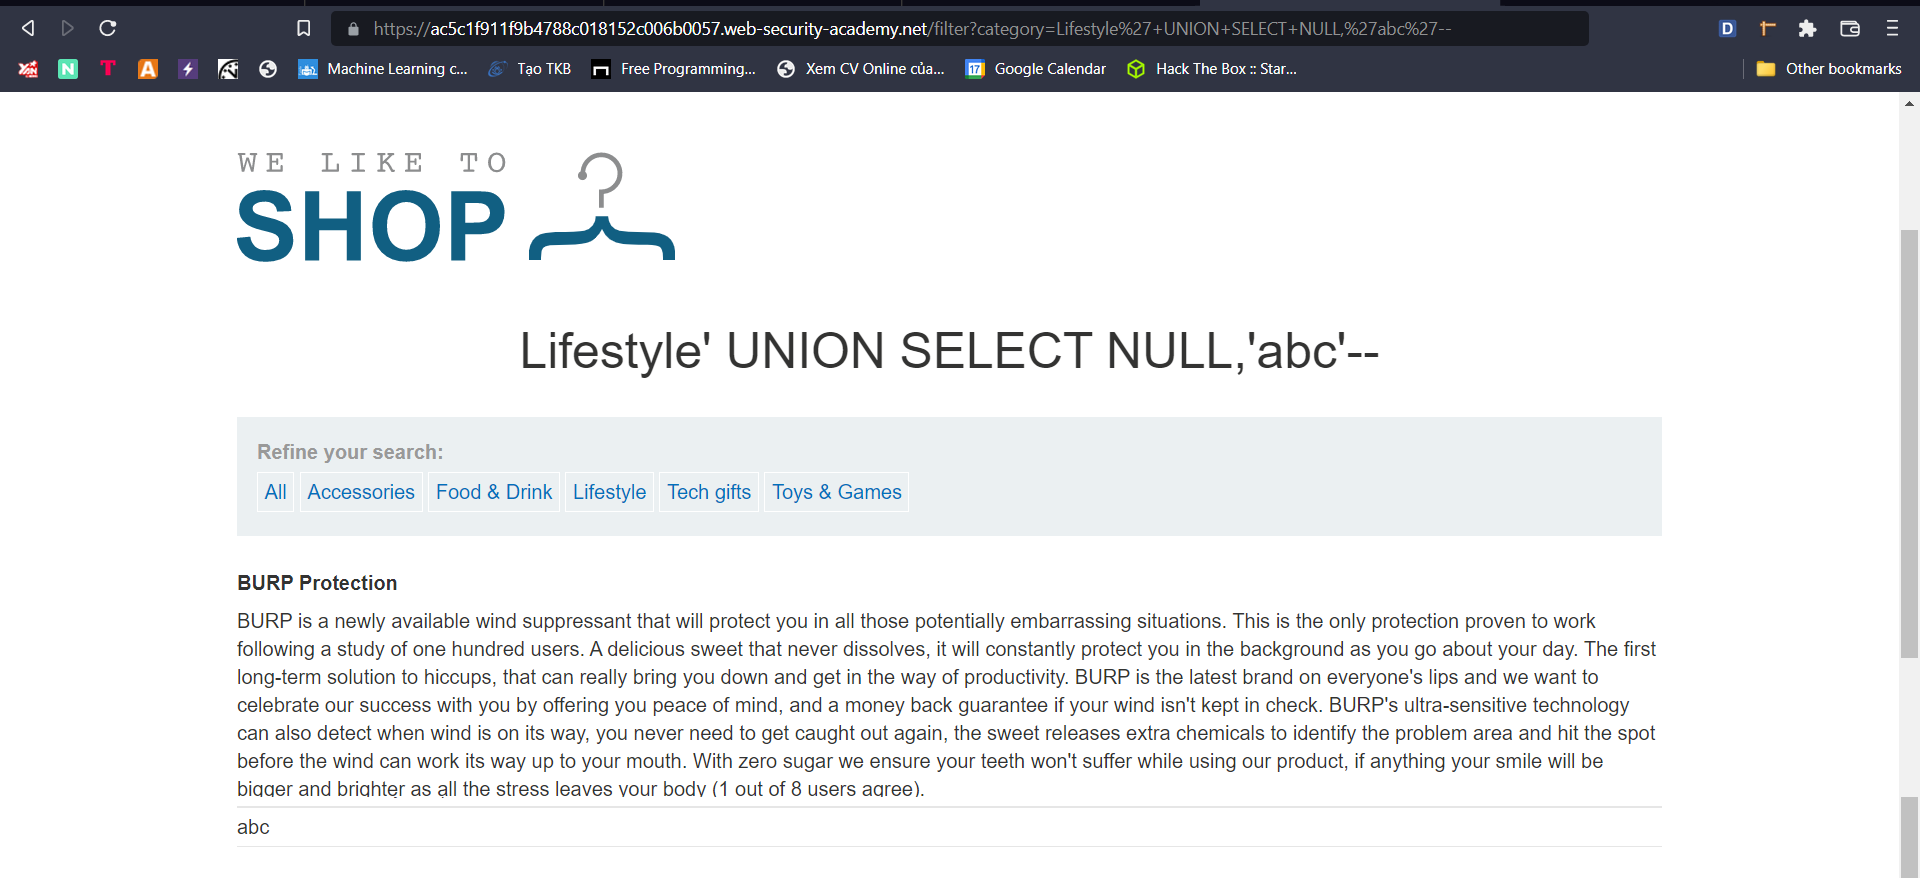 https://ac5c1f911f9b4788c018152c006b0057.web-security-academy.net/filter?category=Lifestyle%27+UNION+SELECT+NULL,%27abc%27--
Machine Learning c... Tạo TKB Free Programming... Xem CV Online của... 17 Google Calendar Hack The Box :: Star... Other bookmarks
WE LIKE TO
SHOP
Lifestyle' UNION SELECT NULL,'abc'--
Refine your search:
All Accessories Food & Drink Lifestyle Tech gifts Toys & Games
BURP Protection
BURP is a newly available wind suppressant that will protect you in all those potentially embarrassing situations. This is the only protection proven to work
following a study of one hundred users. A delicious sweet that never dissolves, it will constantly protect you in the background as you go about your day. The first
long-term solution to hiccups, that can really bring you down and get in the way of productivity. BURP is the latest brand on everyone's lips and we want to
celebrate our success with you by offering you peace of mind, and a money back guarantee if your wind isn't kept in check. BURP's ultra-sensitive technology
can also detect when wind is on its way, you never need to get caught out again, the sweet releases extra chemicals to identify the problem area and hit the spot
before the wind can work its way up to your mouth. With zero sugar we ensure your teeth won't suffer while using our product, if anything your smile will be
bigger and brighter as all the stress leaves your body (1 out of 8 users agree).
abc